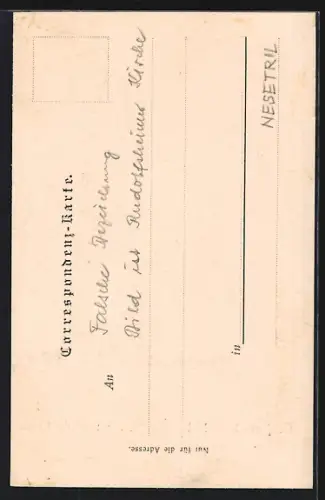 Correspondenz-Karte.
Falsche Bezeichnung
An
Bild ist Rudolfsheimer Kirche
in
NESETRIL
Nur für die Adresse.